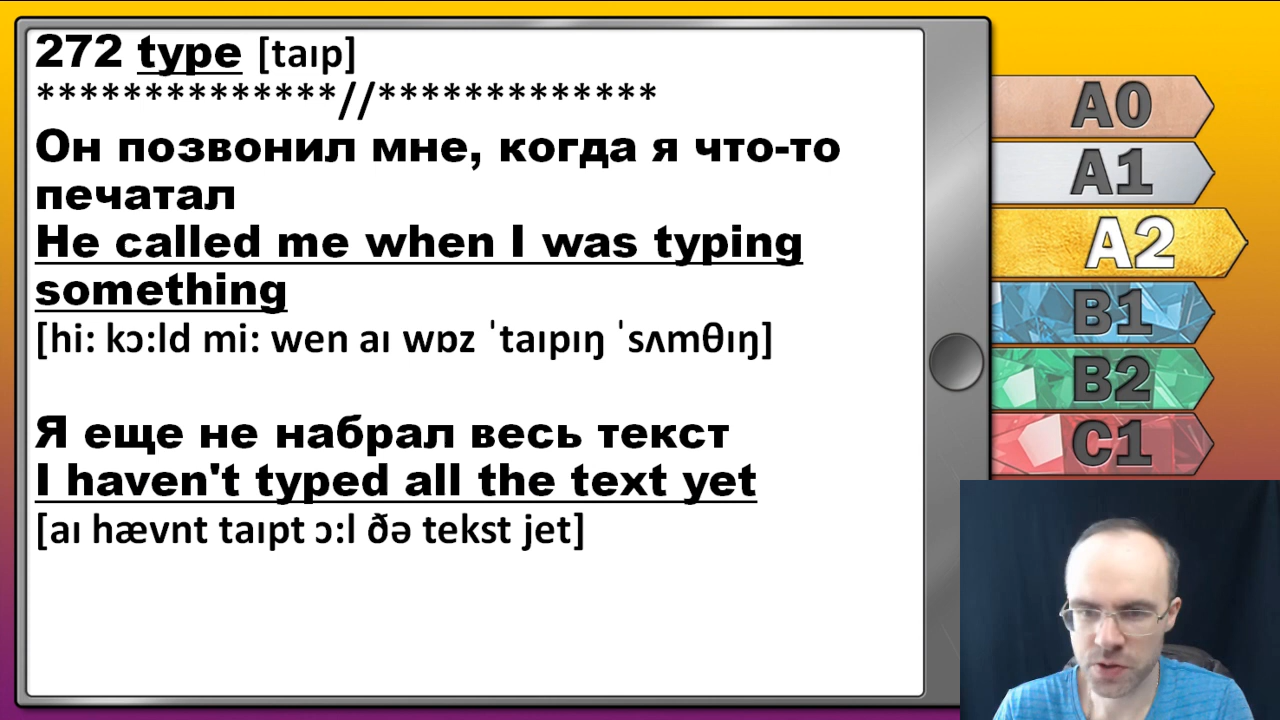 272 type [taɪp]
**************//*************
Он позвонил мне, когда я что-то
печатал
He called me when I was typing
something
[hi: kɔ:ld mi: wen aɪ wɒz ˈtaɪpɪŋ ˈsʌmθɪŋ]
Я еще не набрал весь текст
I haven't typed all the text yet
[aɪ hævnt taɪpt ɔ:l ðə tekst jet]
A0
A1
A2
B1
B2
C1